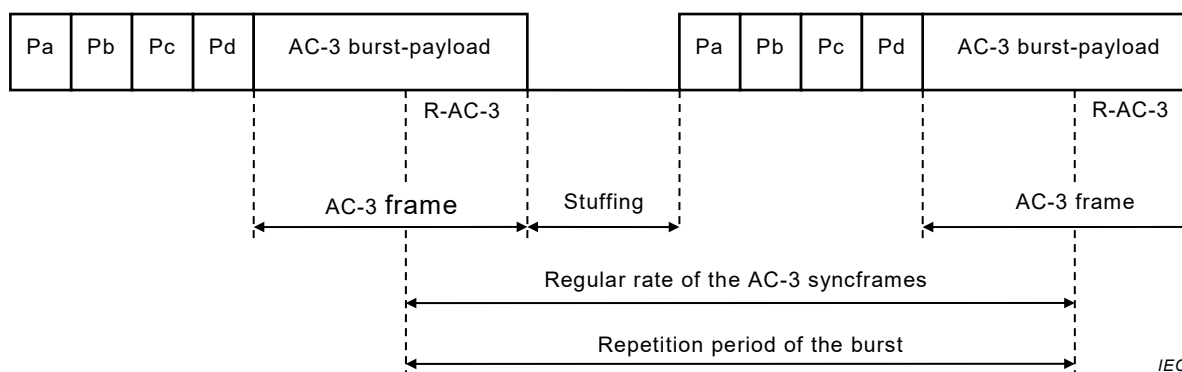 Pa Pb Pc Pd AC-3 burst-payload Pa Pb Pc Pd AC-3 burst-payload
R-AC-3 R-AC-3
AC-3 frame Stuffing AC-3 frame
Regular rate of the AC-3 syncframes
Repetition period of the burst
IEC